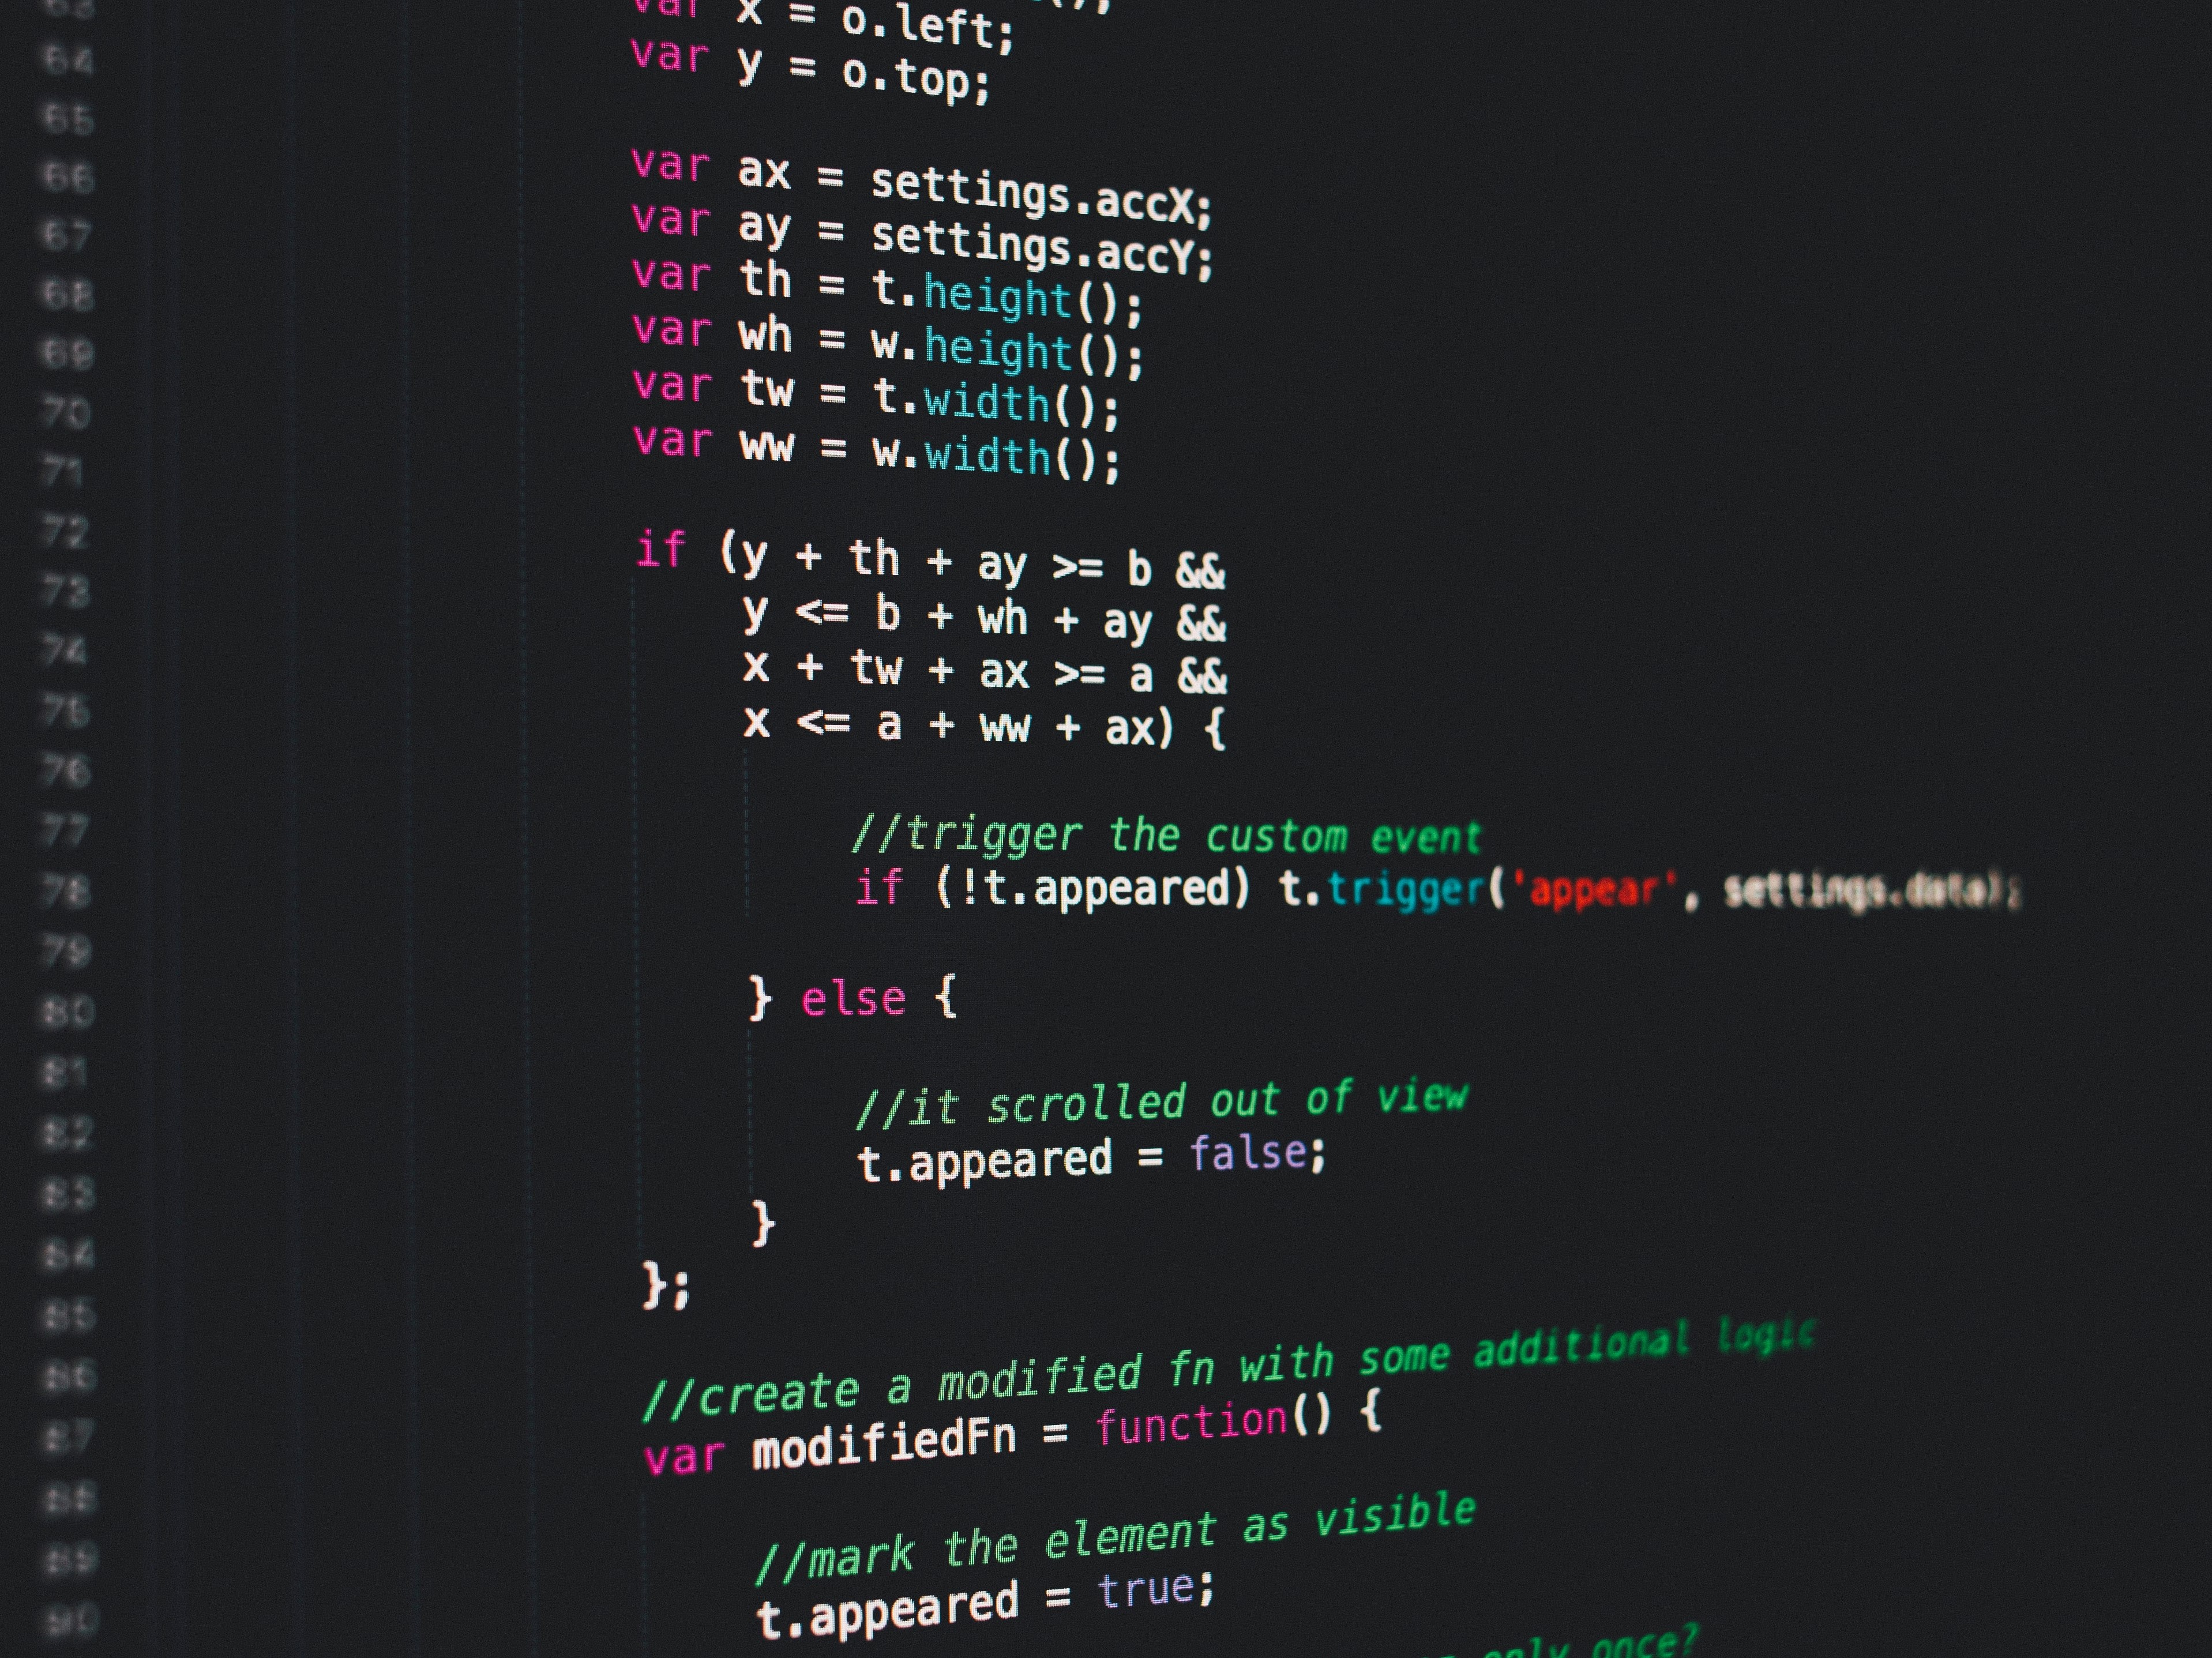 63
var x = o.left;
64
var y = o.top;
65
66
var ax = settings.accX;
67
var ay = settings.accY;
68
var th = t.height();
69
var wh = w.height();
70
var tw = t.width();
71
var ww = w.width();
72
if (y + th + ay >= b &&
73
y <= b + wh + ay &&
74
x + tw + ax >= a &&
75
x <= a + ww + ax) {
76
77
//trigger the custom event
78
if (!t.appeared) t.trigger('appear', settings.data);
79
} else {
80
81
//it scrolled out of view
82
t.appeared = false;
83
}
84
};
85
86
//create a modified fn with some additional logic
87
var modifiedFn = function() {
88
89
//mark the element as visible
90
t.appeared = true;
only once?